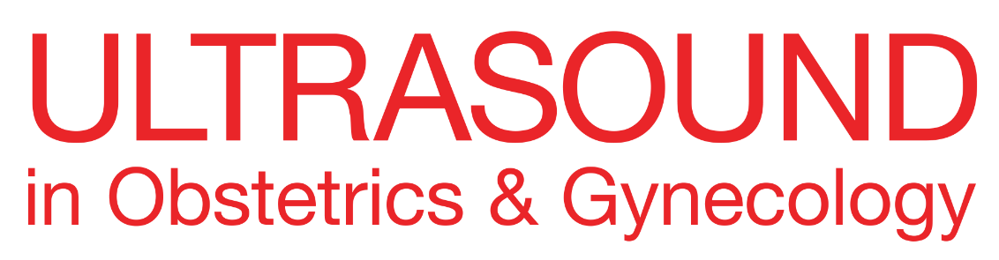 ULTRASOUND
in Obstetrics & Gynecology